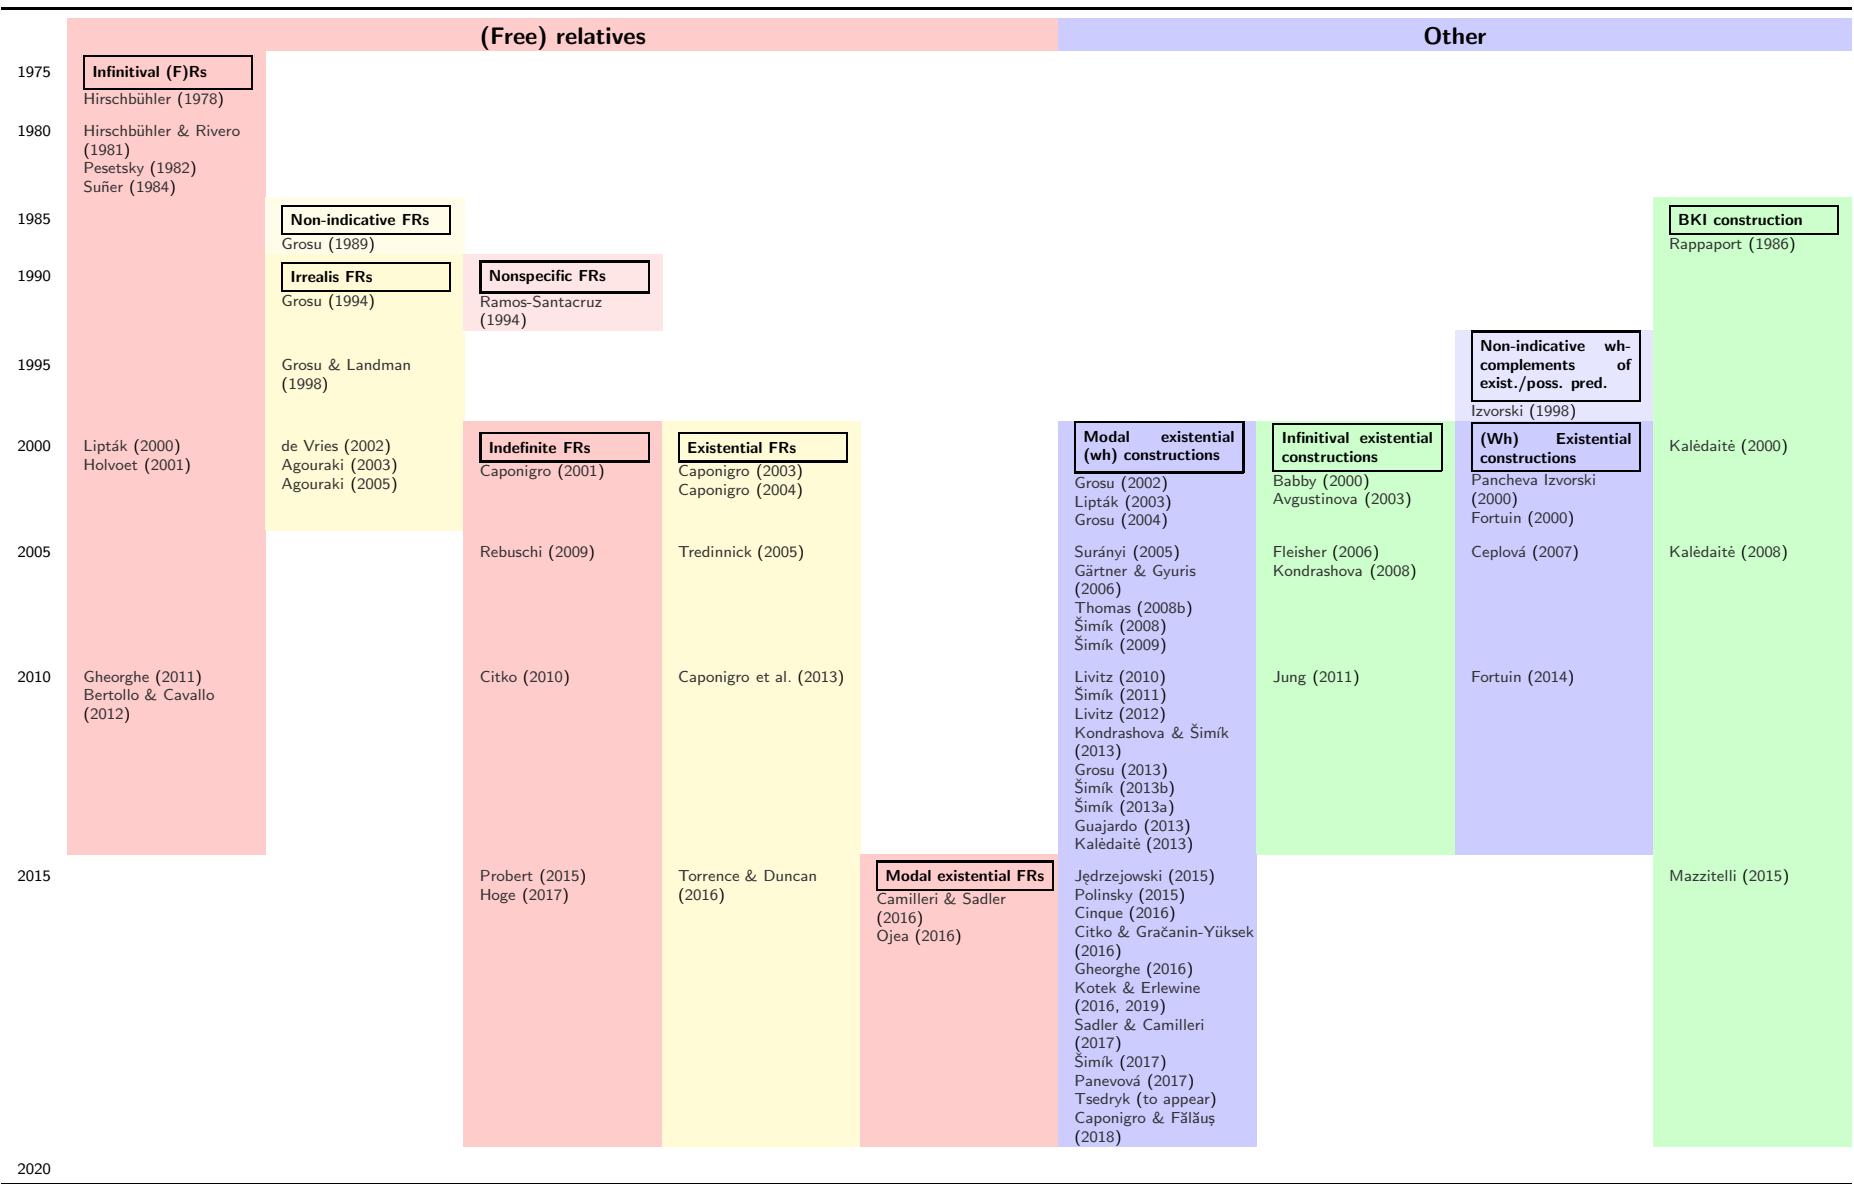 (Free) relatives
Other
1975
Infinitival (F)Rs
Hirschbühler (1978)
1980
Hirschbühler & Rivero
(1981)
Pesetsky (1982)
Suñer (1984)
1985
Non-indicative FRs
Grosu (1989)
BKI construction
Rappaport (1986)
1990
Irrealis FRs
Grosu (1994)
Nonspecific FRs
Ramos-Santacruz
(1994)
1995
Grosu & Landman
(1998)
Non-indicative wh-
complements of
exist./poss. pred.
Izvorski (1998)
2000
Lipták (2000)
Holvoet (2001)
de Vries (2002)
Agouraki (2003)
Agouraki (2005)
Indefinite FRs
Caponigro (2001)
Existential FRs
Caponigro (2003)
Caponigro (2004)
Modal existential
(wh) constructions
Grosu (2002)
Lipták (2003)
Grosu (2004)
Infinitival existential
constructions
Babby (2000)
Avgustinova (2003)
(Wh) Existential
constructions
Pancheva Izvorski
(2000)
Fortuin (2000)
Kalėdaitė (2000)
2005
Rebuschi (2009)
Tredinnick (2005)
Surányi (2005)
Gärtner & Gyuris
(2006)
Thomas (2008b)
Šimík (2008)
Šimík (2009)
Fleisher (2006)
Kondrashova (2008)
Ceplová (2007)
Kalėdaitė (2008)
2010
Gheorghe (2011)
Bertollo & Cavallo
(2012)
Citko (2010)
Caponigro et al. (2013)
Livitz (2010)
Šimík (2011)
Livitz (2012)
Kondrashova & Šimík
(2013)
Grosu (2013)
Šimík (2013b)
Šimík (2013a)
Guajardo (2013)
Kalėdaitė (2013)
Jung (2011)
Fortuin (2014)
2015
Probert (2015)
Hoge (2017)
Torrence & Duncan
(2016)
Modal existential FRs
Camilleri & Sadler
(2016)
Ojea (2016)
Jędrzejowski (2015)
Polinsky (2015)
Cinque (2016)
Citko & Gračanin-Yüksek
(2016)
Gheorghe (2016)
Kotek & Erlewine
(2016, 2019)
Sadler & Camilleri
(2017)
Šimík (2017)
Panevová (2017)
Tsedryk (to appear)
Caponigro & Fălăuş
(2018)
Mazzitelli (2015)
2020